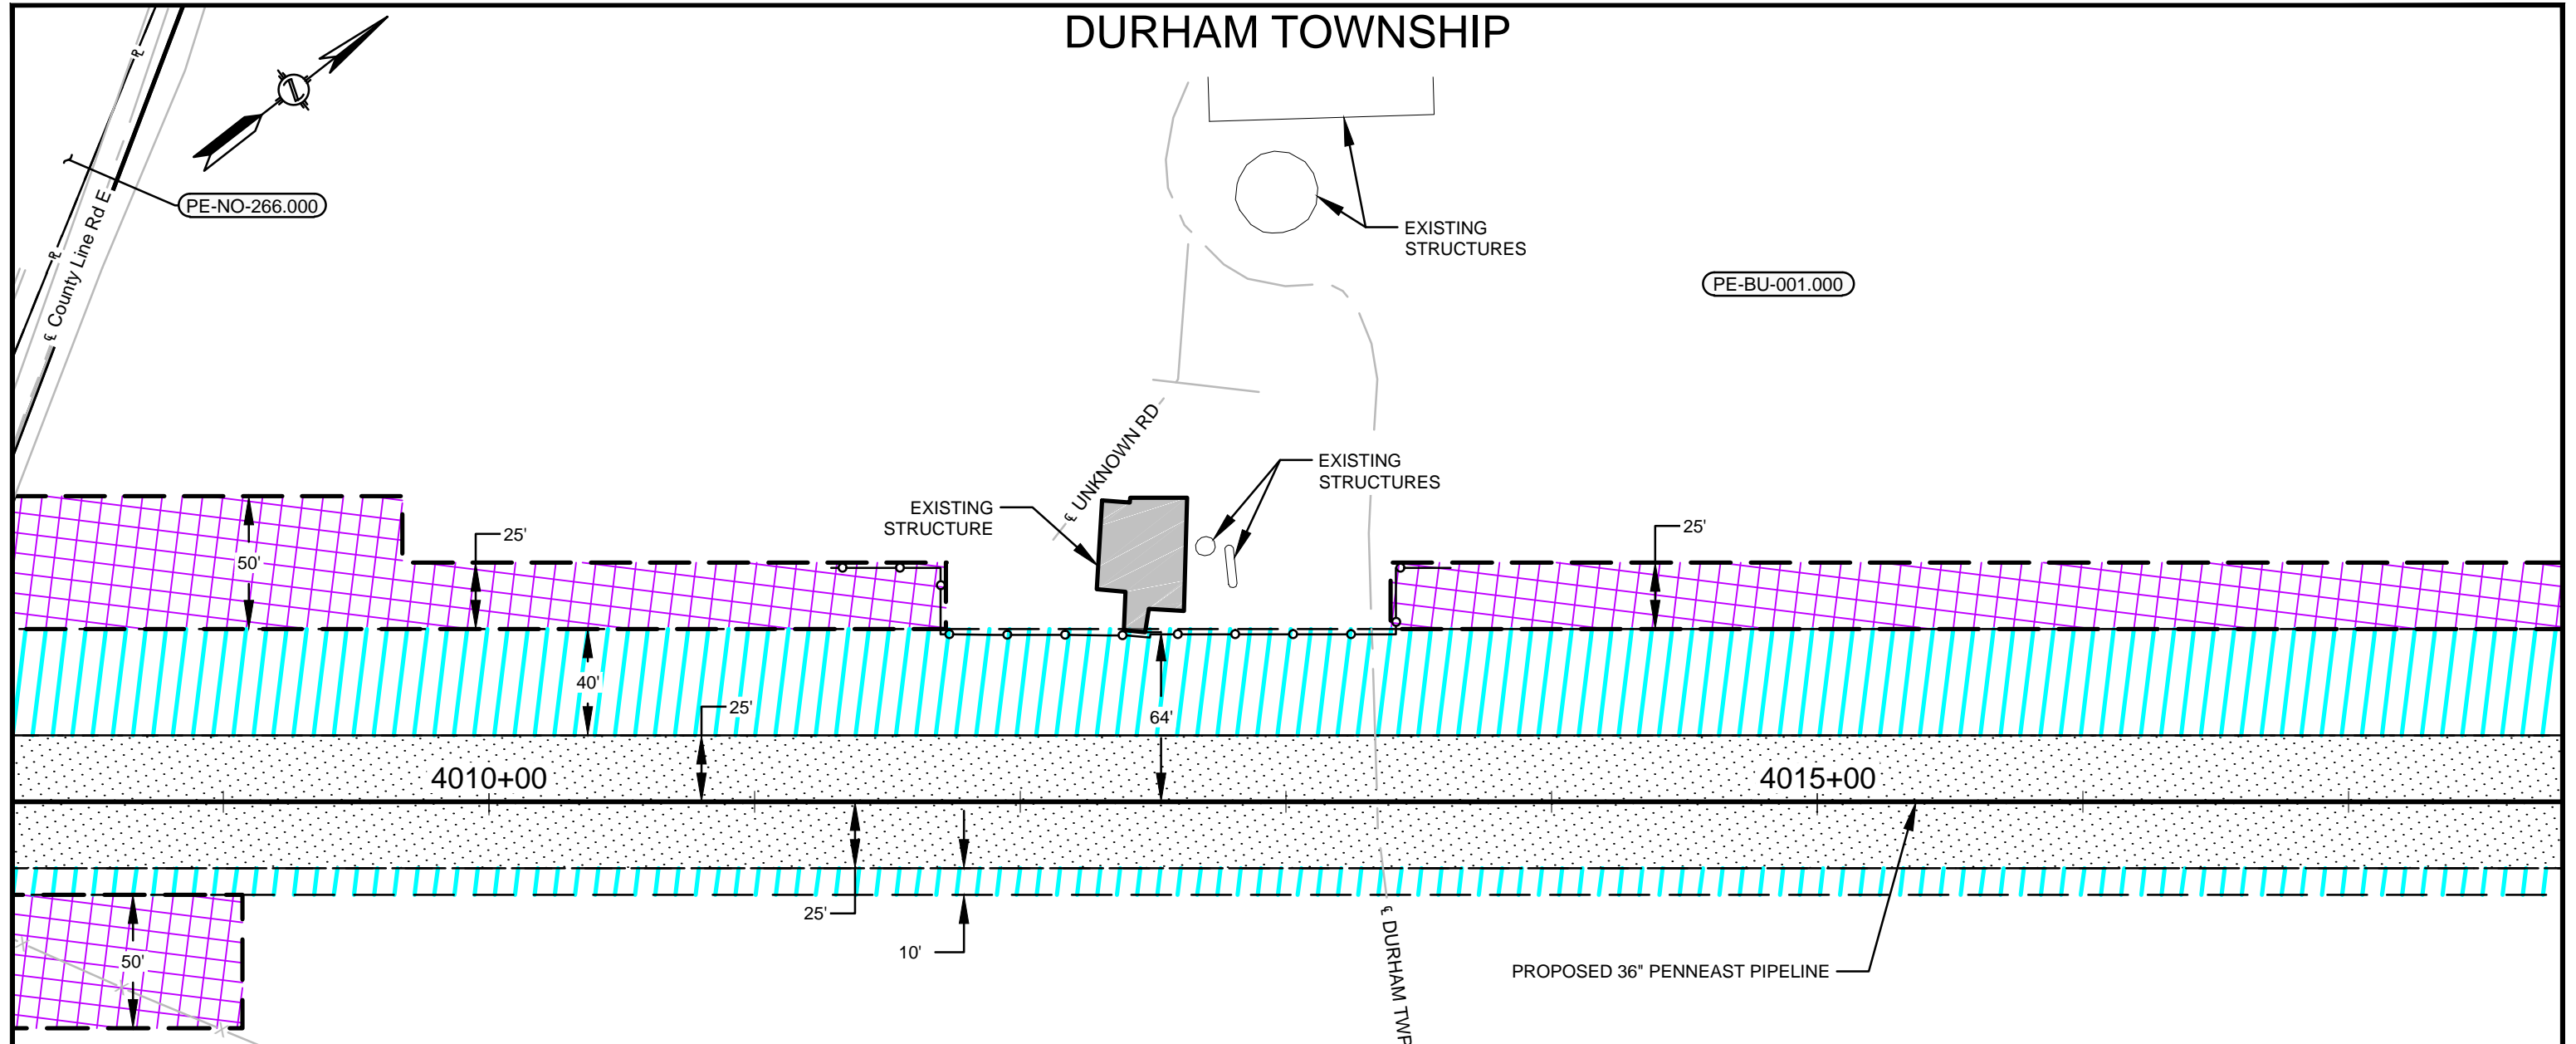 DURHAM TOWNSHIP
℄ County Line Rd E
PE-NO-266.000
EXISTING
STRUCTURES
PE-BU-001.000
℄ UNKNOWN RD
EXISTING
STRUCTURES
EXISTING
STRUCTURE
25'
25'
50'
40'
25'
64'
4010+00
4015+00
25'
10'
50'
℄ DURHAM TWP
PROPOSED 36" PENNEAST PIPELINE